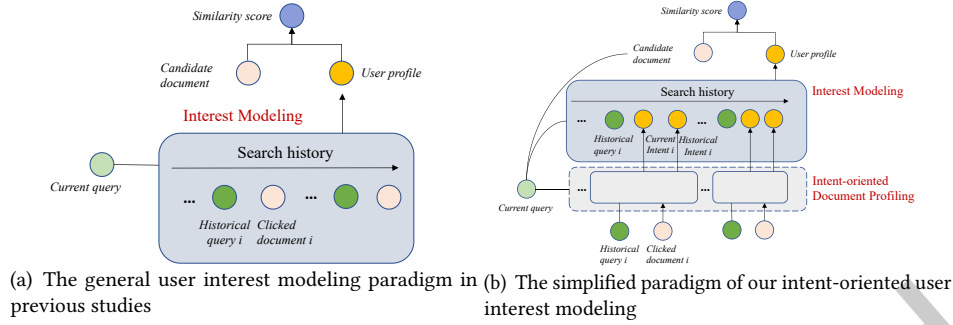 Similarity score
Candidate
document
User profile
Interest Modeling
Search history
Current query
...
...
Historical
query i
Clicked
document i
(a) The general user interest modeling paradigm in
previous studies
Similarity score
Candidate
document
User profile
Search history
Interest Modeling
...
...
Historical
query i
Current
Intent i
Historical
Intent i
Current query
...
...
Intent-oriented
Document Profiling
Historical
query i
Clicked
document i
(b) The simplified paradigm of our intent-oriented user
interest modeling